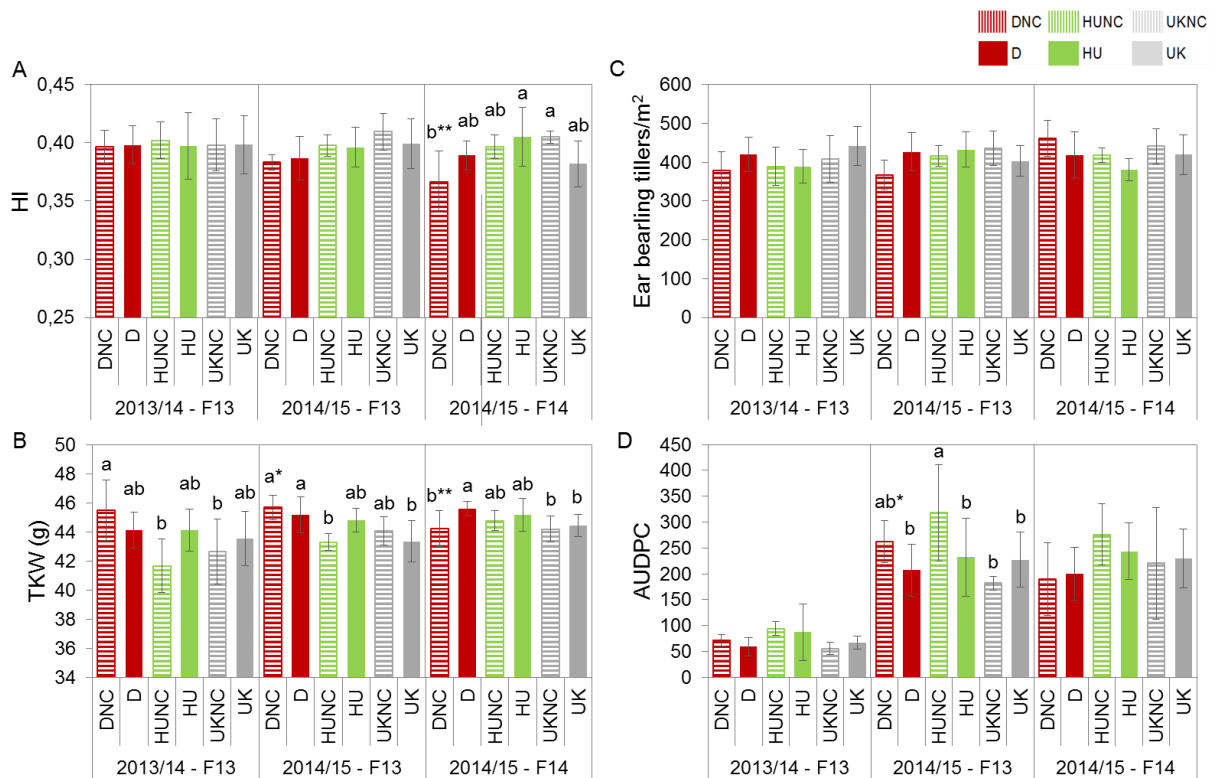 DNC HUNC UKNC
D HU UK
A
HI
0,45
0,40
0,35
0,30
0,25
b** ab ab a a ab
DNC D HUNC HU UKNC UK DNC D HUNC HU UKNC UK DNC D HUNC HU UKNC UK
2013/14 - F13 2014/15 - F13 2014/15 - F14
C
Ear bearling tillers/m²
600
500
400
300
200
100
0
DNC D HUNC HU UKNC UK DNC D HUNC HU UKNC UK DNC D HUNC HU UKNC UK
2013/14 - F13 2014/15 - F13 2014/15 - F14
B
TKW (g)
50
48
46
44
42
40
38
36
34
a ab b ab b ab a* a b ab ab b b** a ab ab b b
DNC D HUNC HU UKNC UK DNC D HUNC HU UKNC UK DNC D HUNC HU UKNC UK
2013/14 - F13 2014/15 - F13 2014/15 - F14
D
AUDPC
450
400
350
300
250
200
150
100
50
0
ab* b a b b b
DNC D HUNC HU UKNC UK DNC D HUNC HU UKNC UK DNC D HUNC HU UKNC UK
2013/14 - F13 2014/15 - F13 2014/15 - F14